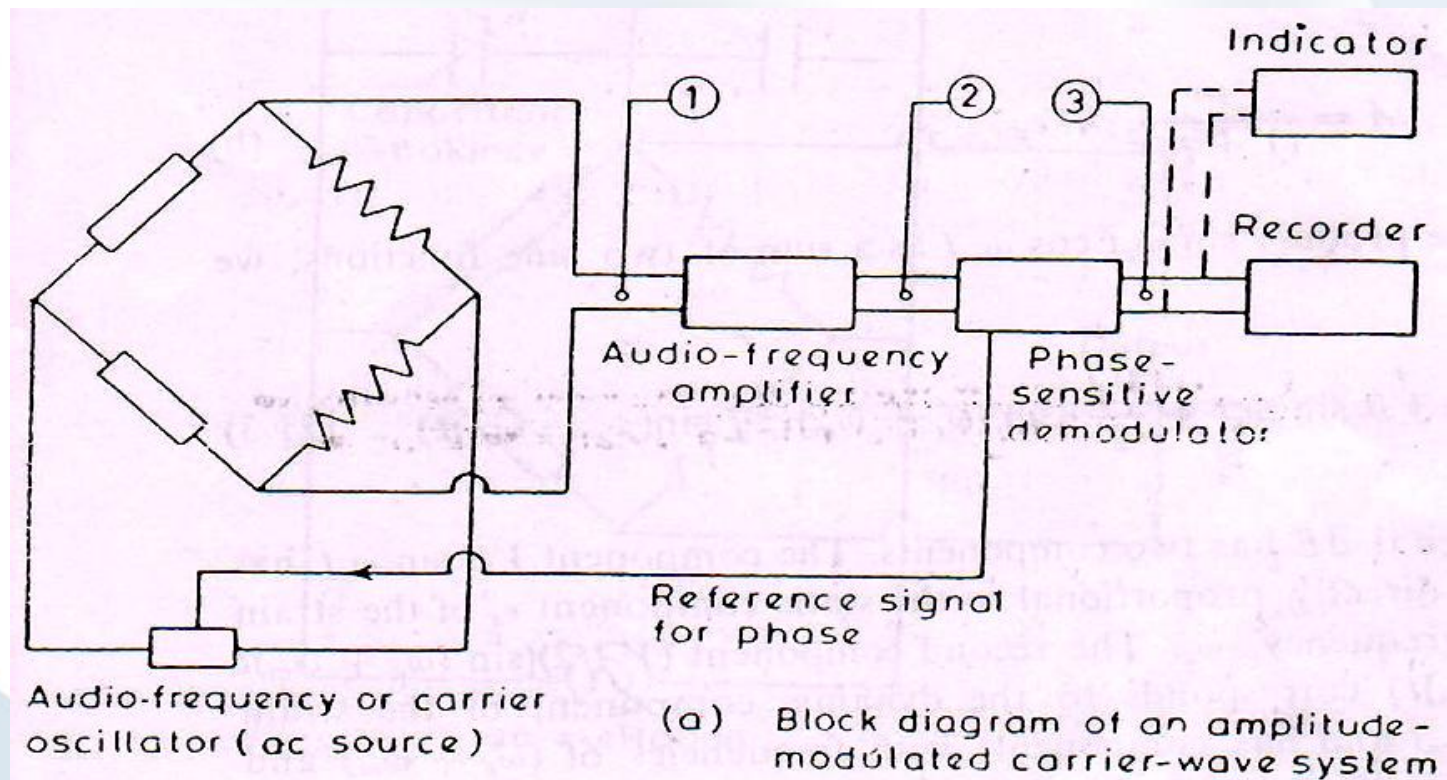 Indicator
1
2
3
Recorder
Audio-frequency
amplifier
Phase-
sensitive
demodulator
Reference signal
for phase
Audio-frequency or carrier
oscillator (ac source)
(a) Block diagram of an amplitude-
modulated carrier-wave system